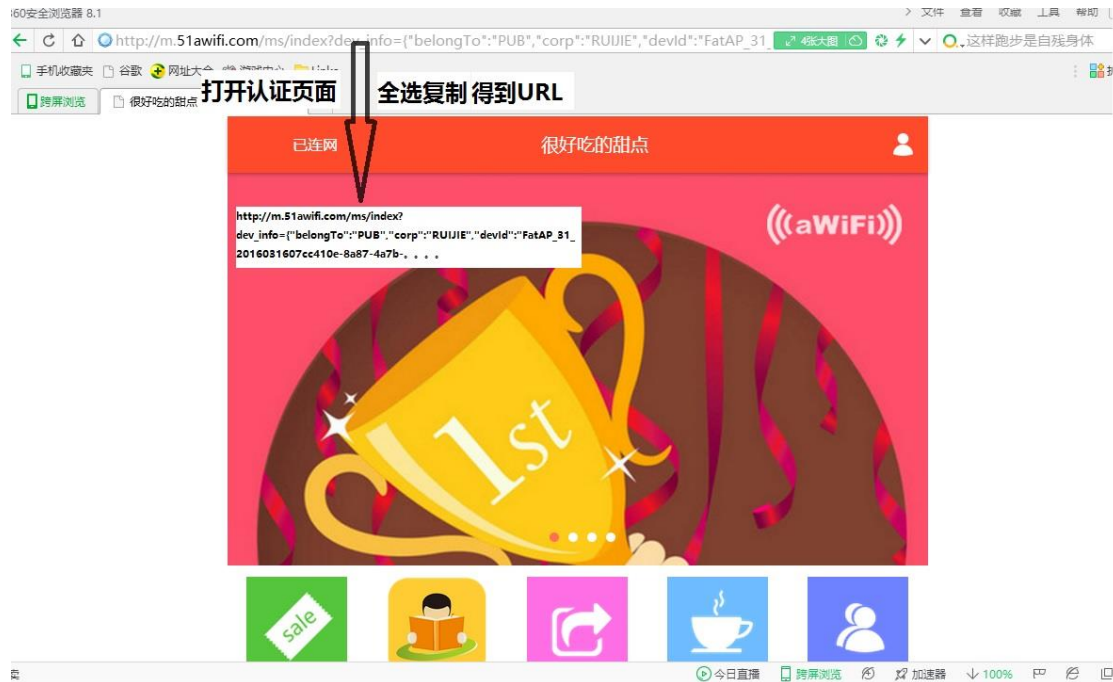 360安全浏览器 8.1
文件 查看 收藏 工具 帮助
http://m.51awifi.com/ms/index?dev_info={"belongTo":"PUB","corp":"RUIJIE","devId":"FatAP_31_
4张大图
这样跑步是自残身体
手机收藏夹 谷歌 网址大全 游戏中心 Links
打开认证页面 全选复制 得到URL
跨屏浏览 很好吃的甜点
已连网 很好吃的甜点
http://m.51awifi.com/ms/index?
dev_info={"belongTo":"PUB","corp":"RUIJIE","devId":"FatAP_31_
2016031607cc410e-8a87-4a7b-。。。。
((aWiFi))
1st
sale
今日直播 跨屏浏览 加速器 100%